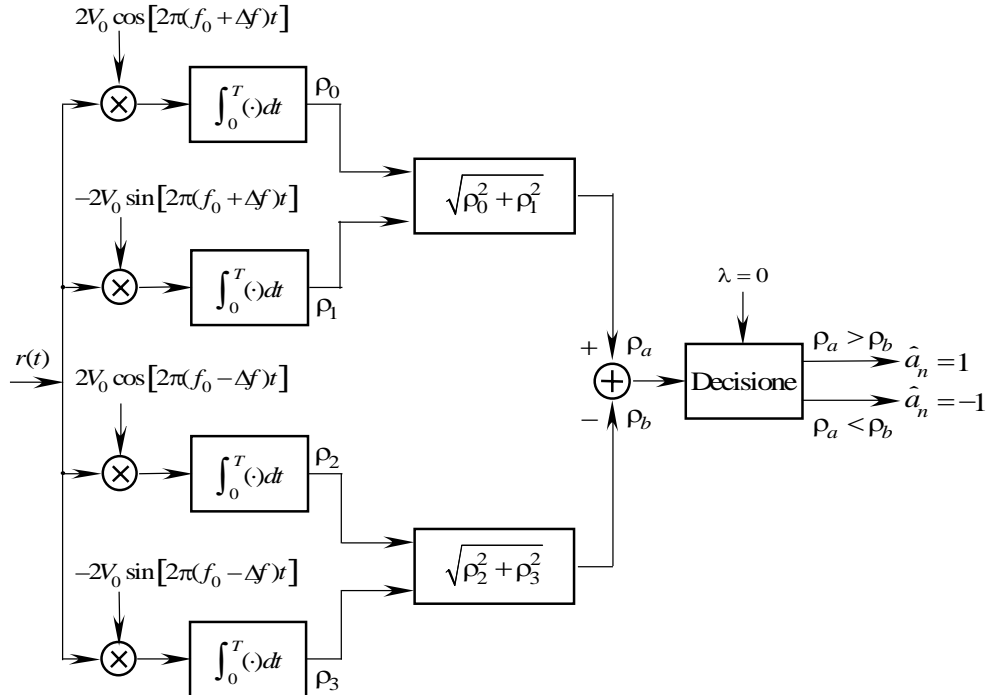 2V₀ cos[2π(f₀ + Δf)t]
∫₀ᵀ(·)dt
ρ₀
√(ρ₀² + ρ₁²)
−2V₀ sin[2π(f₀ + Δf)t]
∫₀ᵀ(·)dt
ρ₁
λ = 0
r(t)
+
ρₐ
Decisione
ρₐ > ρ_b
âₙ = 1
2V₀ cos[2π(f₀ − Δf)t]
−
ρ_b
ρₐ < ρ_b
âₙ = −1
∫₀ᵀ(·)dt
ρ₂
√(ρ₂² + ρ₃²)
−2V₀ sin[2π(f₀ − Δf)t]
∫₀ᵀ(·)dt
ρ₃